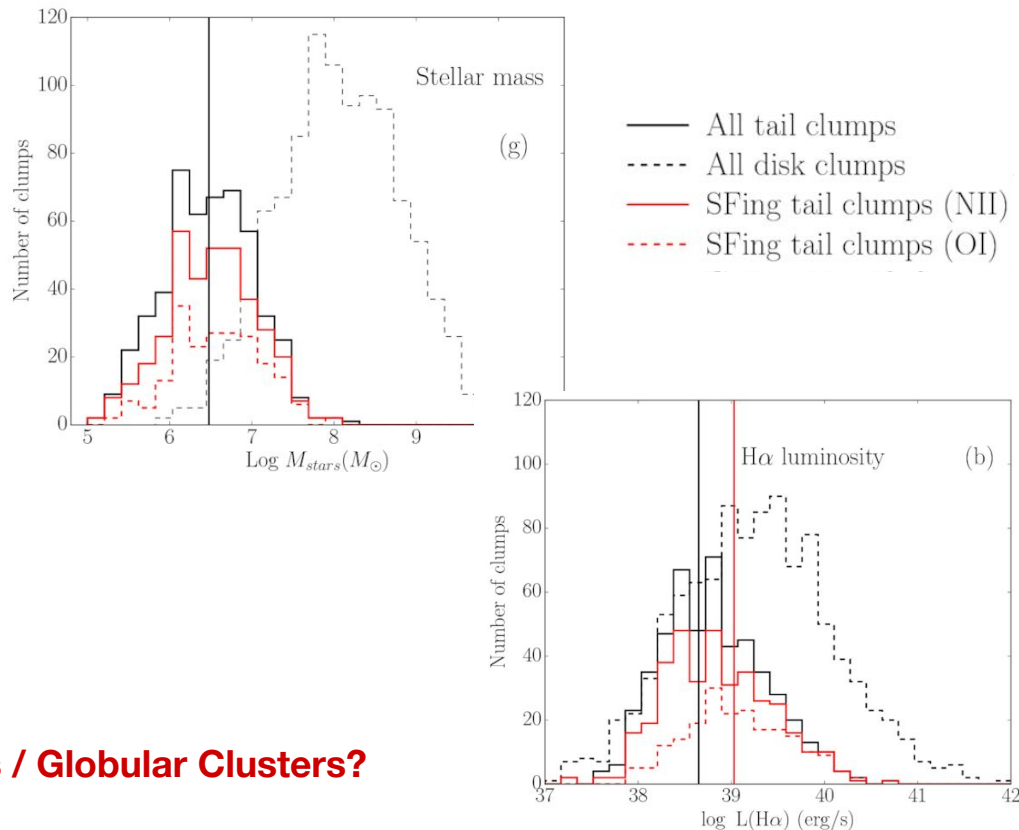 120
100
80
60
40
20
0
Number of clumps
Stellar mass
(g)
5 6 7 8 9
Log M_stars(M_⊙)
All tail clumps
All disk clumps
SFing tail clumps (NII)
SFing tail clumps (OI)
120
100
80
60
40
20
0
Number of clumps
Hα luminosity (b)
37 38 39 40 41 42
log L(Hα) (erg/s)
/ Globular Clusters?